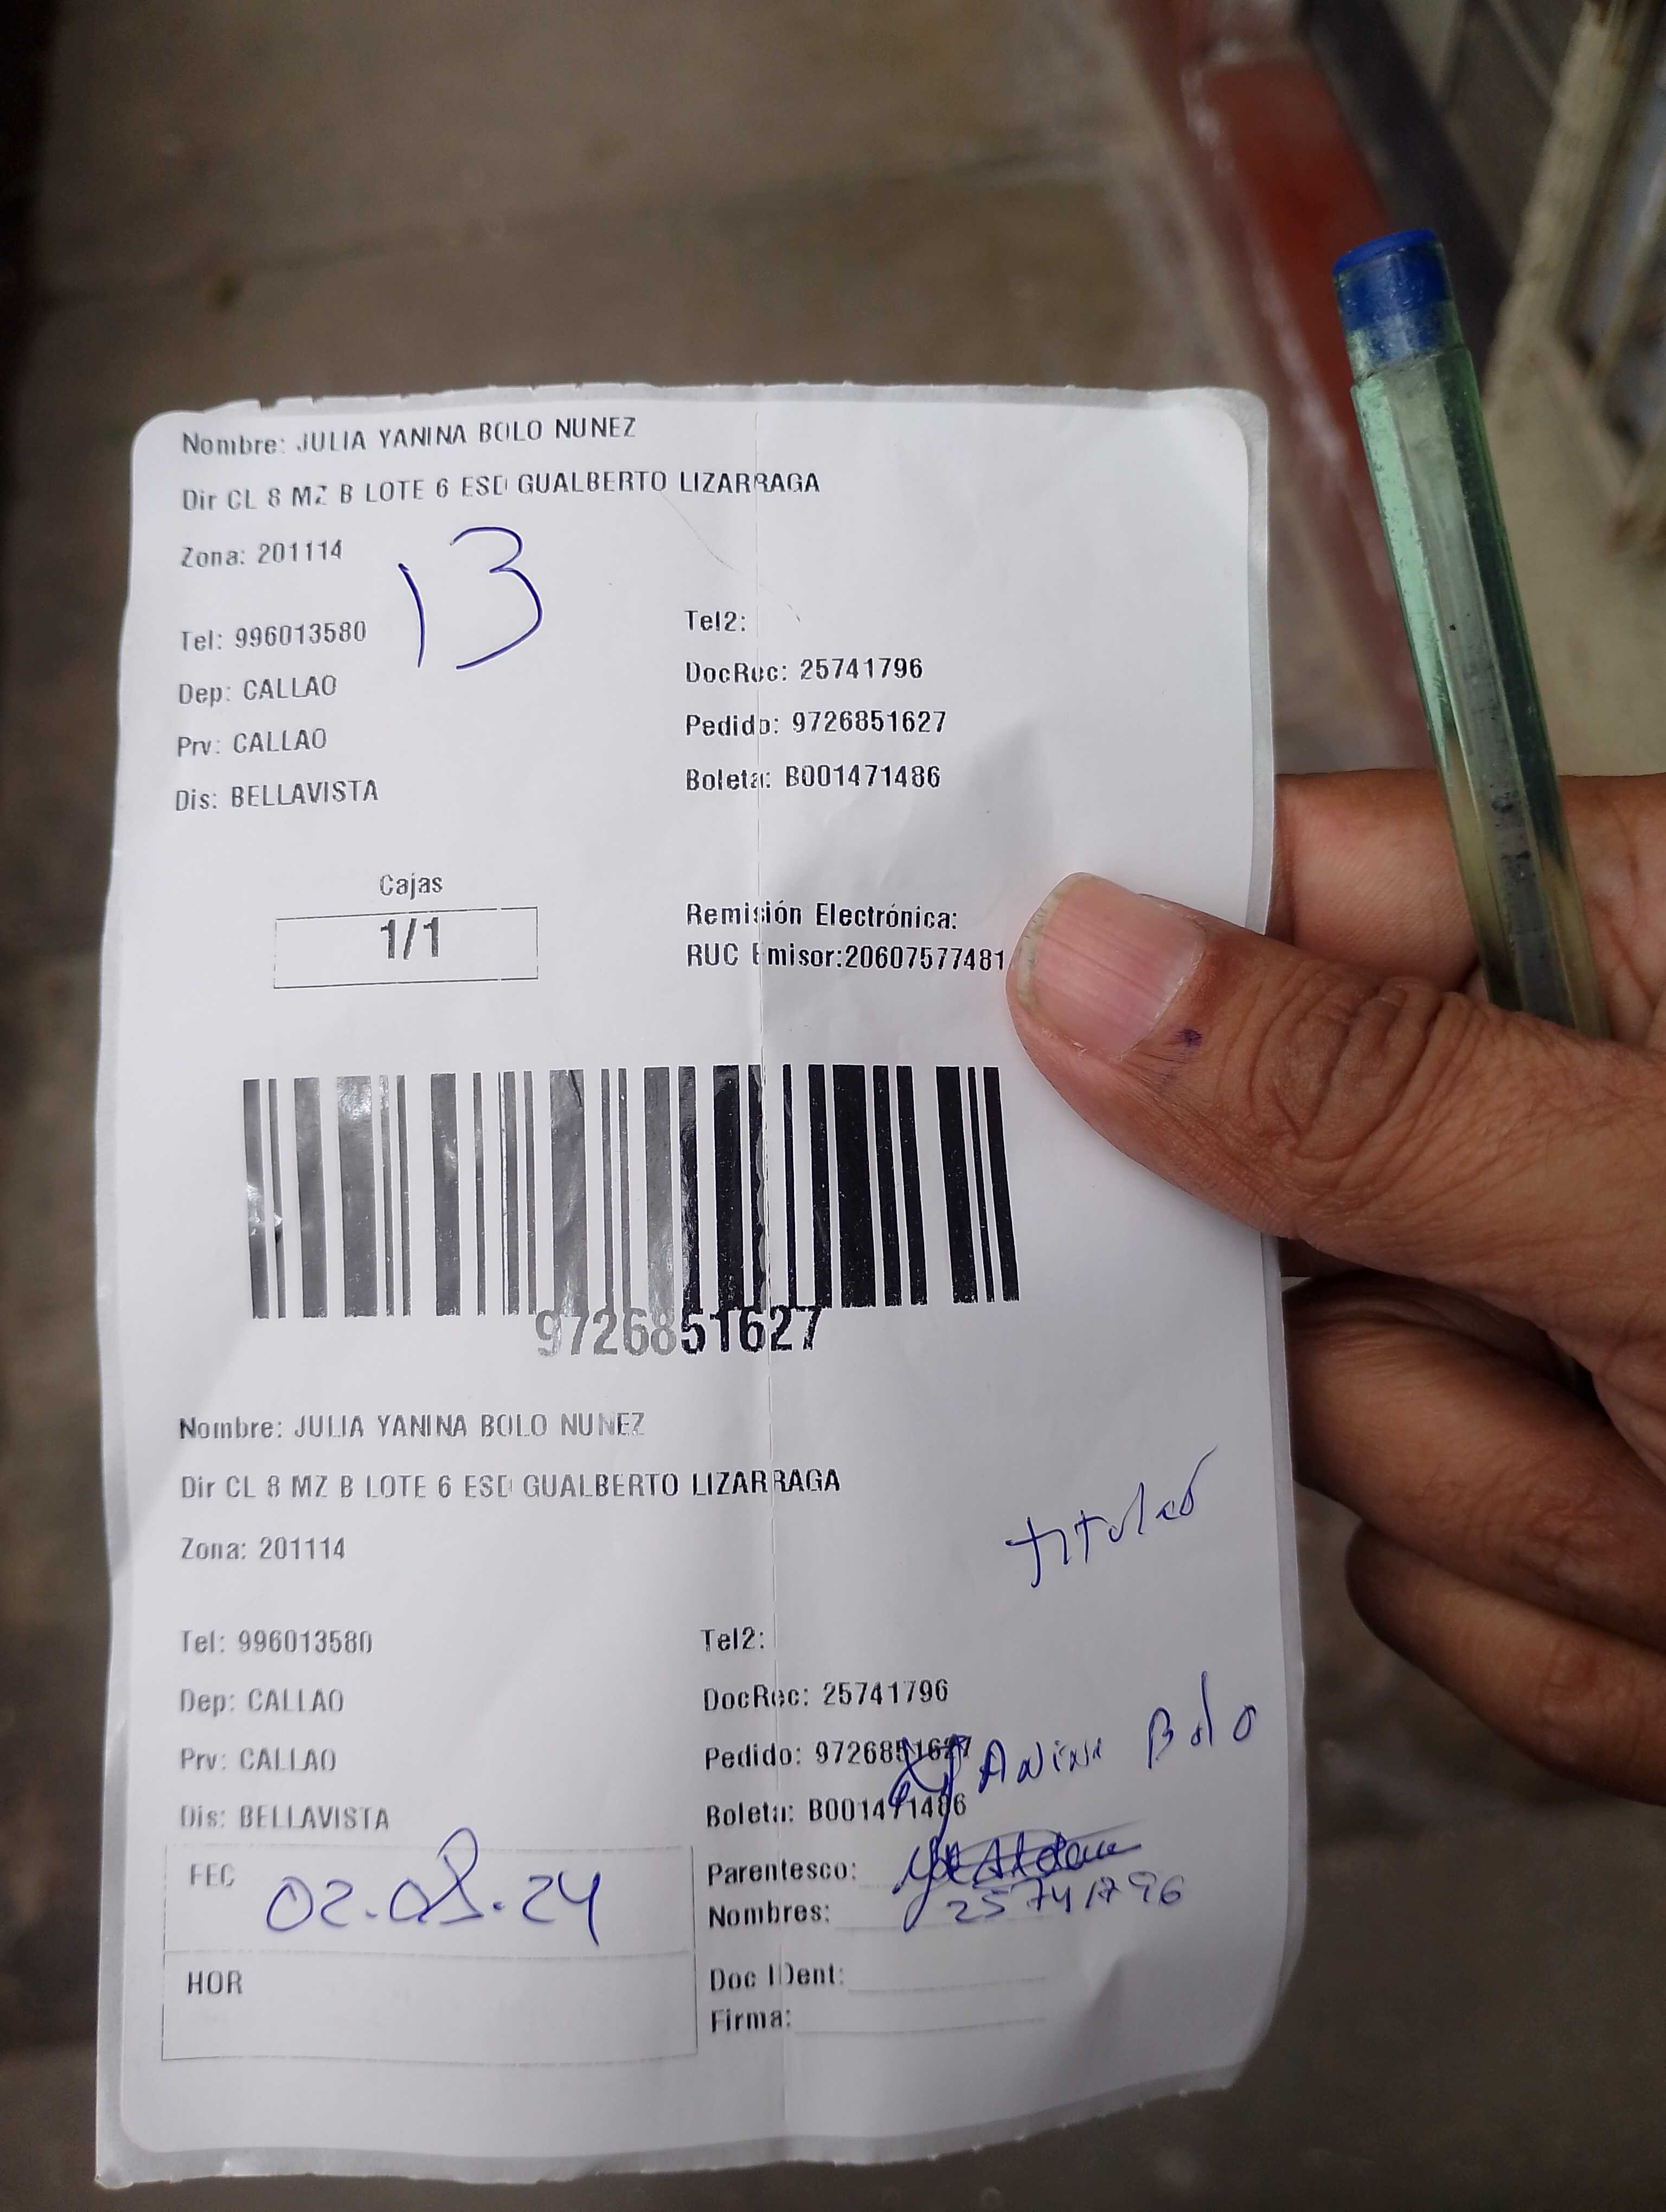 Nombre: JULIA YANINA BOLO NUNEZ
Dir CL 8 MZ B LOTE 6 ESD GUALBERTO LIZARRAGA
Zona: 201114
13
Tel: 996013580
Tel2:
Dep: CALLAO
DocRec: 25741796
Prv: CALLAO
Pedido: 9726851627
Dis: BELLAVISTA
Boleta: B001471486
Cajas
1/1
Remisión Electrónica:
RUC Emisor:20607577481
9726851627
Nombre: JULIA YANINA BOLO NUNEZ
Dir CL 8 MZ B LOTE 6 ESD GUALBERTO LIZARRAGA
Zona: 201114
titular
Tel: 996013580
Tel2:
Dep: CALLAO
DocRec: 25741796
Prv: CALLAO
Pedido: 9726851627
Yanina Bolo
Dis: BELLAVISTA
Boleta: B001471486
FEC 02.08.24
Parentesco:
25741796
Nombres:
HOR
Doc IDent:
Firma: